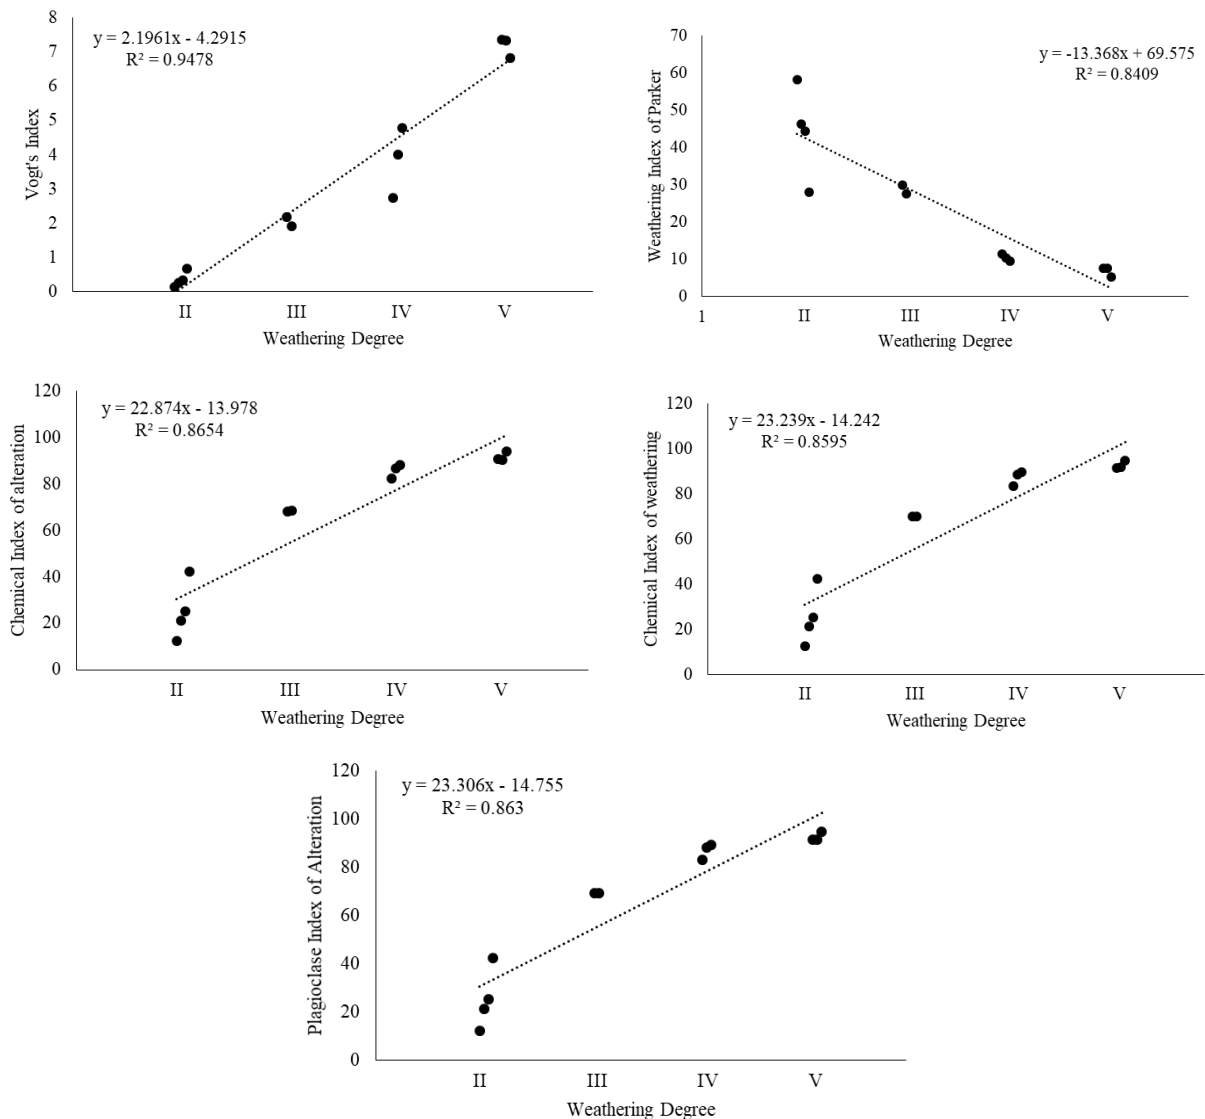 y = 2.1961x - 4.2915
R² = 0.9478
8
7
6
5
4
3
2
1
0
Vogt's Index
II III IV V
Weathering Degree
y = -13.368x + 69.575
R² = 0.8409
70
60
50
40
30
20
10
0
Weathering Index of Parker
1 II III IV V
Weathering Degree
y = 22.874x - 13.978
R² = 0.8654
120
100
80
60
40
20
0
Chemical Index of alteration
II III IV V
Weathering Degree
y = 23.239x - 14.242
R² = 0.8595
120
100
80
60
40
20
0
Chemical Index of weathering
II III IV V
Weathering Degree
y = 23.306x - 14.755
R² = 0.863
120
100
80
60
40
20
0
Plagioclase Index of Alteration
II III IV V
Weathering Degree